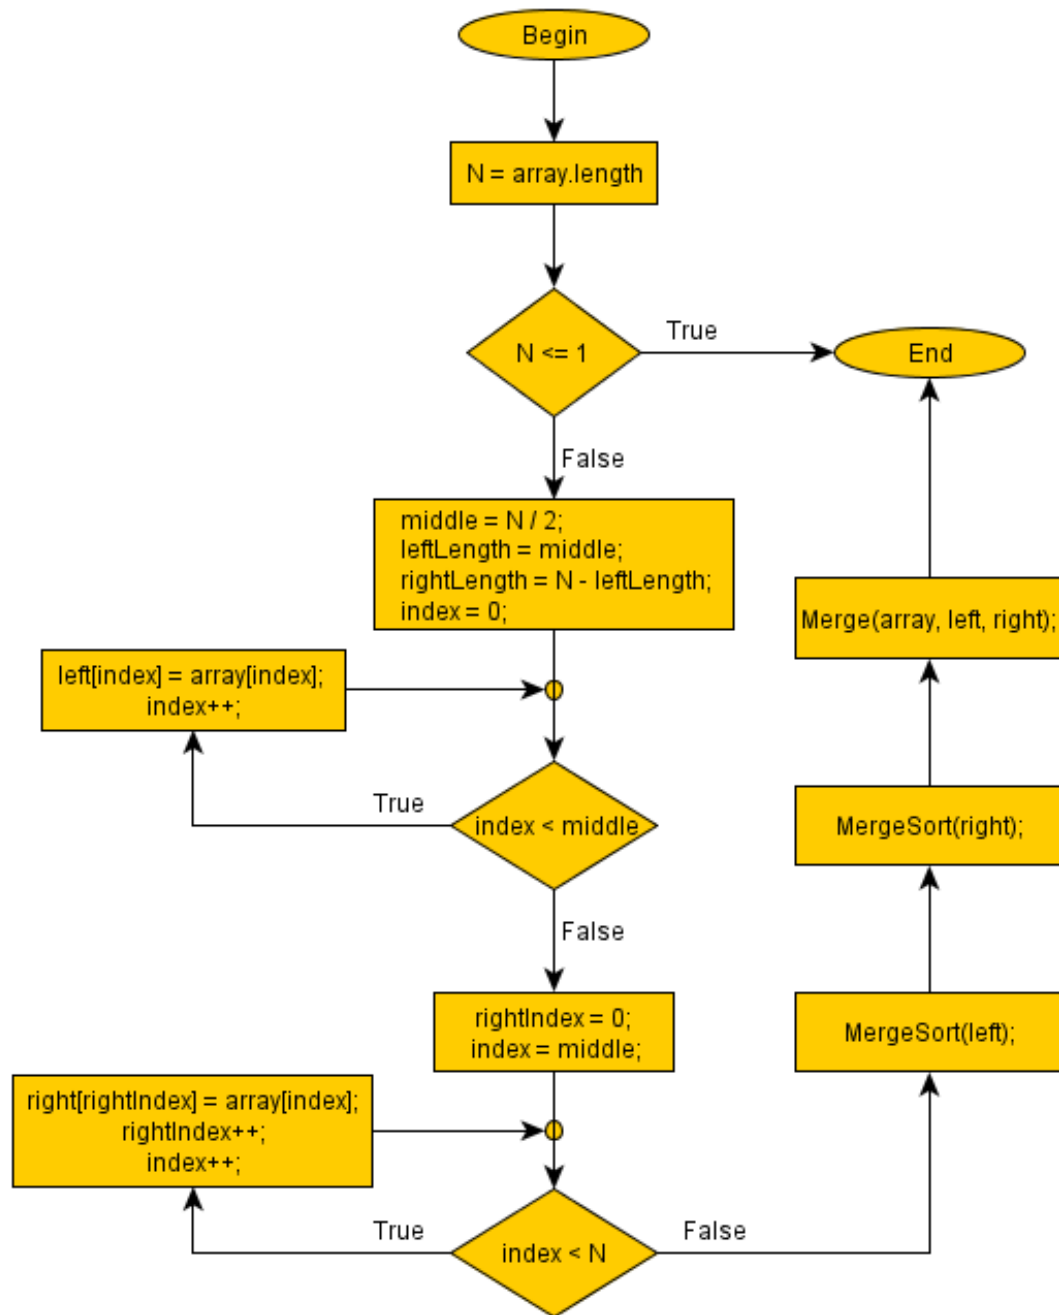 Begin
N = array.length
N <= 1
True
End
False
middle = N / 2;
leftLength = middle;
rightLength = N - leftLength;
index = 0;
left[index] = array[index];
index++;
True
index < middle
False
rightIndex = 0;
index = middle;
right[rightIndex] = array[index];
rightIndex++;
index++;
True
index < N
False
MergeSort(left);
MergeSort(right);
Merge(array, left, right);